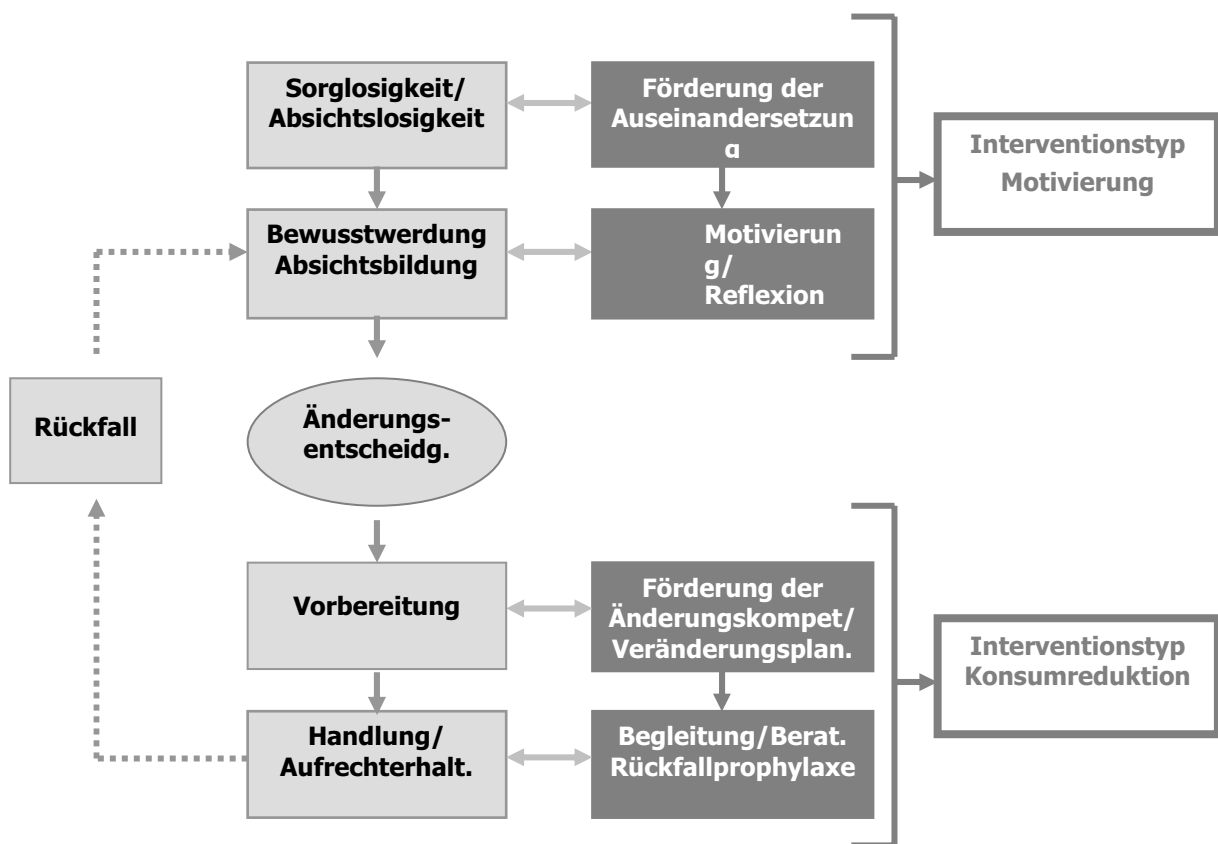 Sorglosigkeit/
Absichtslosigkeit
Förderung der
Auseinandersetzun
g
Interventionstyp
Motivierung
Bewusstwerdung
Absichtsbildung
Motivierun
g/
Reflexion
Rückfall
Änderungs-
entscheidg.
Vorbereitung
Förderung der
Änderungskompet/
Veränderungsplan.
Interventionstyp
Konsumreduktion
Handlung/
Aufrechterhalt.
Begleitung/Berat.
Rückfallprophylaxe